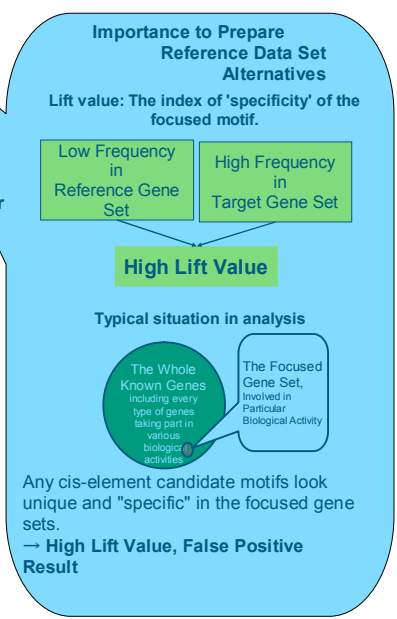 Importance to Prepare
Reference Data Set
Alternatives
Lift value: The index of 'specificity' of the
focused motif.
Low Frequency
in
Reference Gene
Set
High Frequency
in
Target Gene Set
r
High Lift Value
Typical situation in analysis
The Whole
Known Genes
including every
type of genes
taking part in
various
biological
activities
The Focused
Gene Set,
Involved in
Particular
Biological Activity
Any cis-element candidate motifs look
unique and "specific" in the focused gene
sets.
→ High Lift Value, False Positive
Result